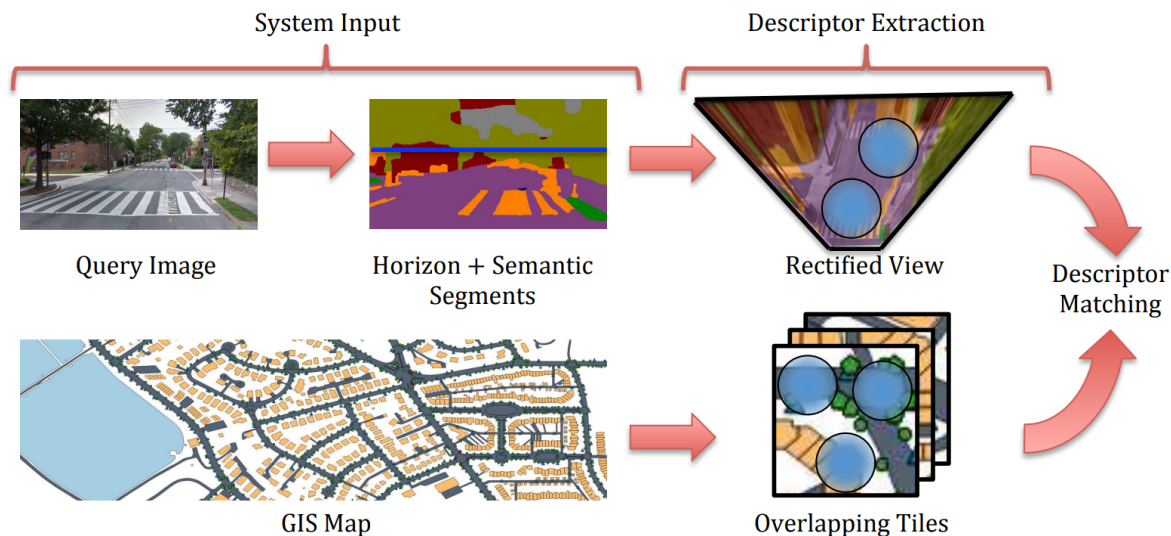 System Input
Descriptor Extraction
Query Image
Horizon + Semantic
Segments
Rectified View
Descriptor
Matching
GIS Map
Overlapping Tiles